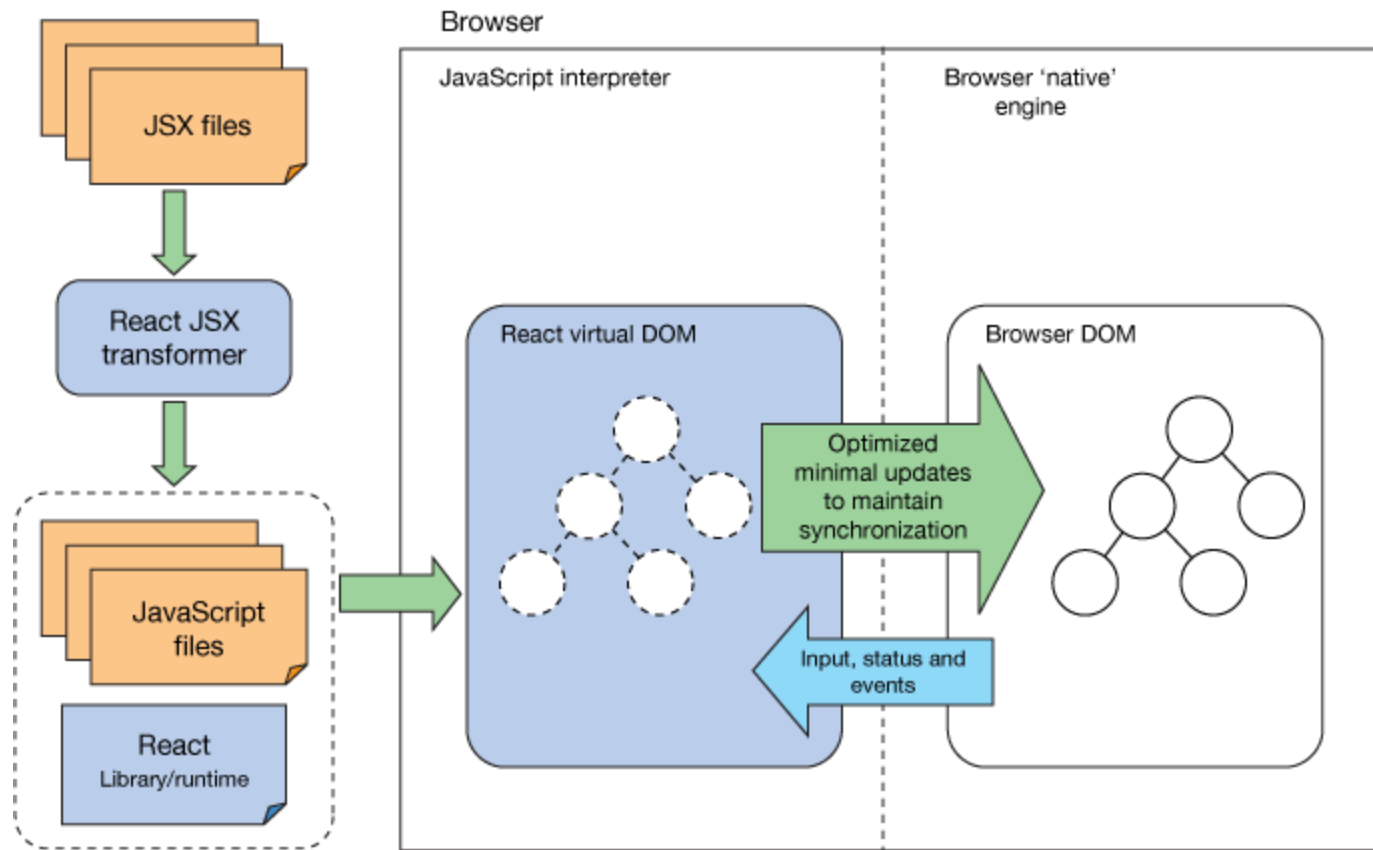 Browser
JavaScript interpreter
Browser ‘native’
engine
JSX files
React JSX
transformer
JavaScript
files
React
Library/runtime
React virtual DOM
Optimized
minimal updates
to maintain
synchronization
Input, status and
events
Browser DOM